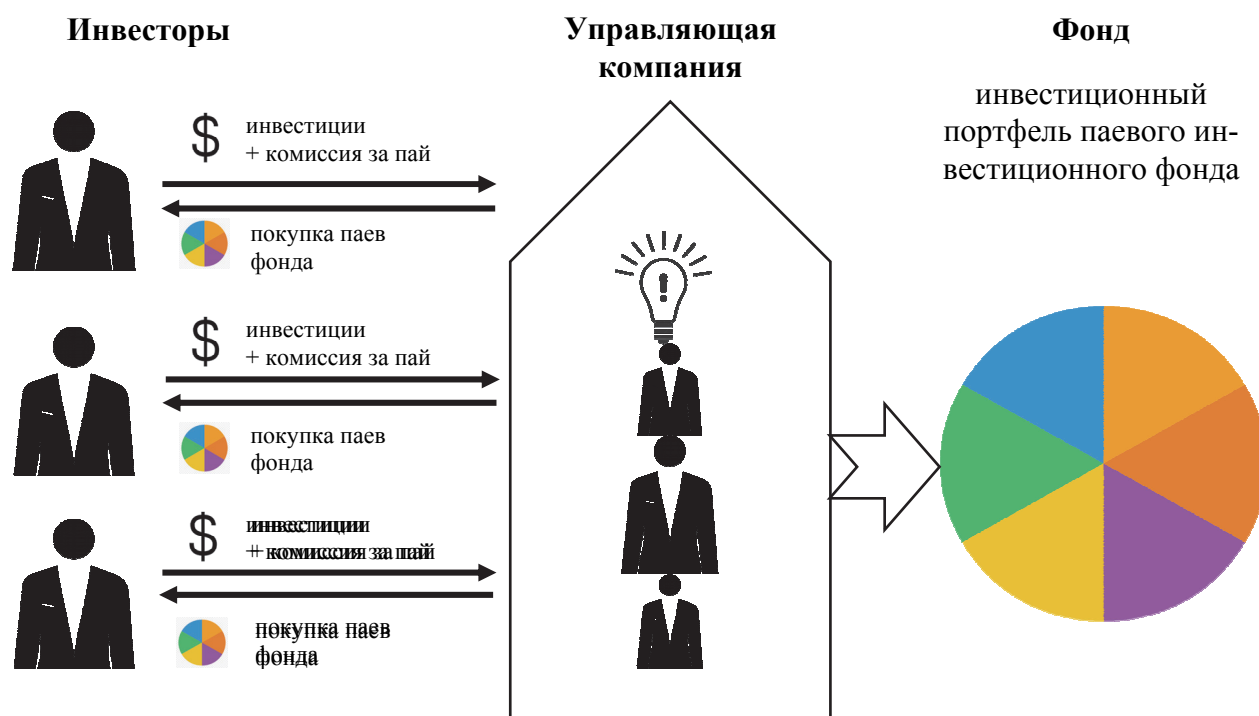 Инвесторы
Управляющая
компания
Фонд
инвестиционный
портфель паевого ин-
вестиционного фонда
$
инвестиции
+ комиссия за пай
покупка паев
фонда
$
инвестиции
+ комиссия за пай
покупка паев
фонда
$
инвестиции
+ комиссия за пай
покупка паев
фонда